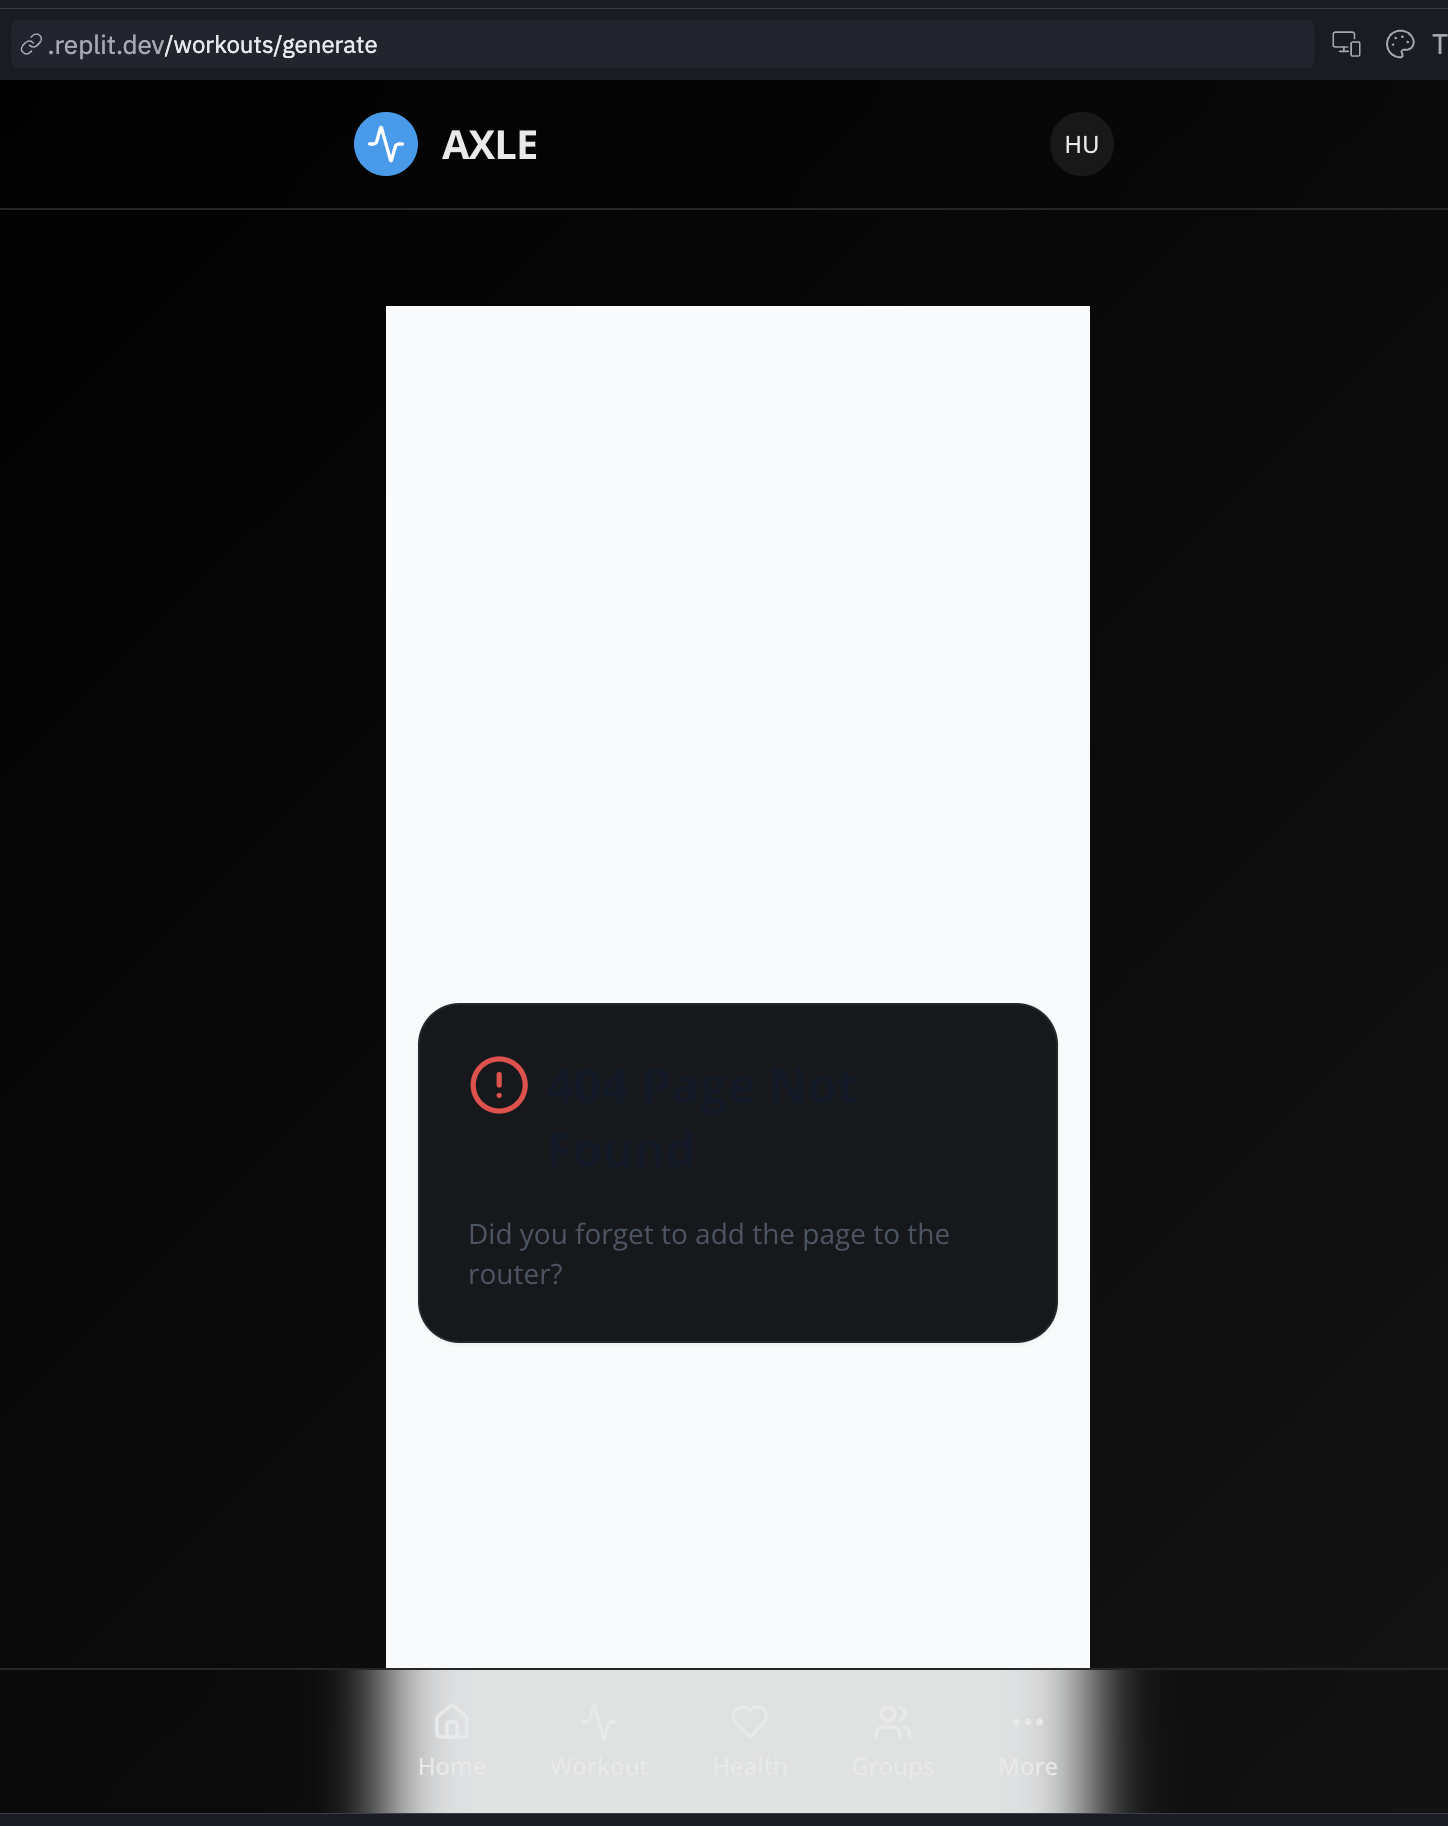 .replit.dev/workouts/generate
T
AXLE
HU
404 Page Not
Found
Did you forget to add the page to the
router?
Home
Workout
Health
Groups
More